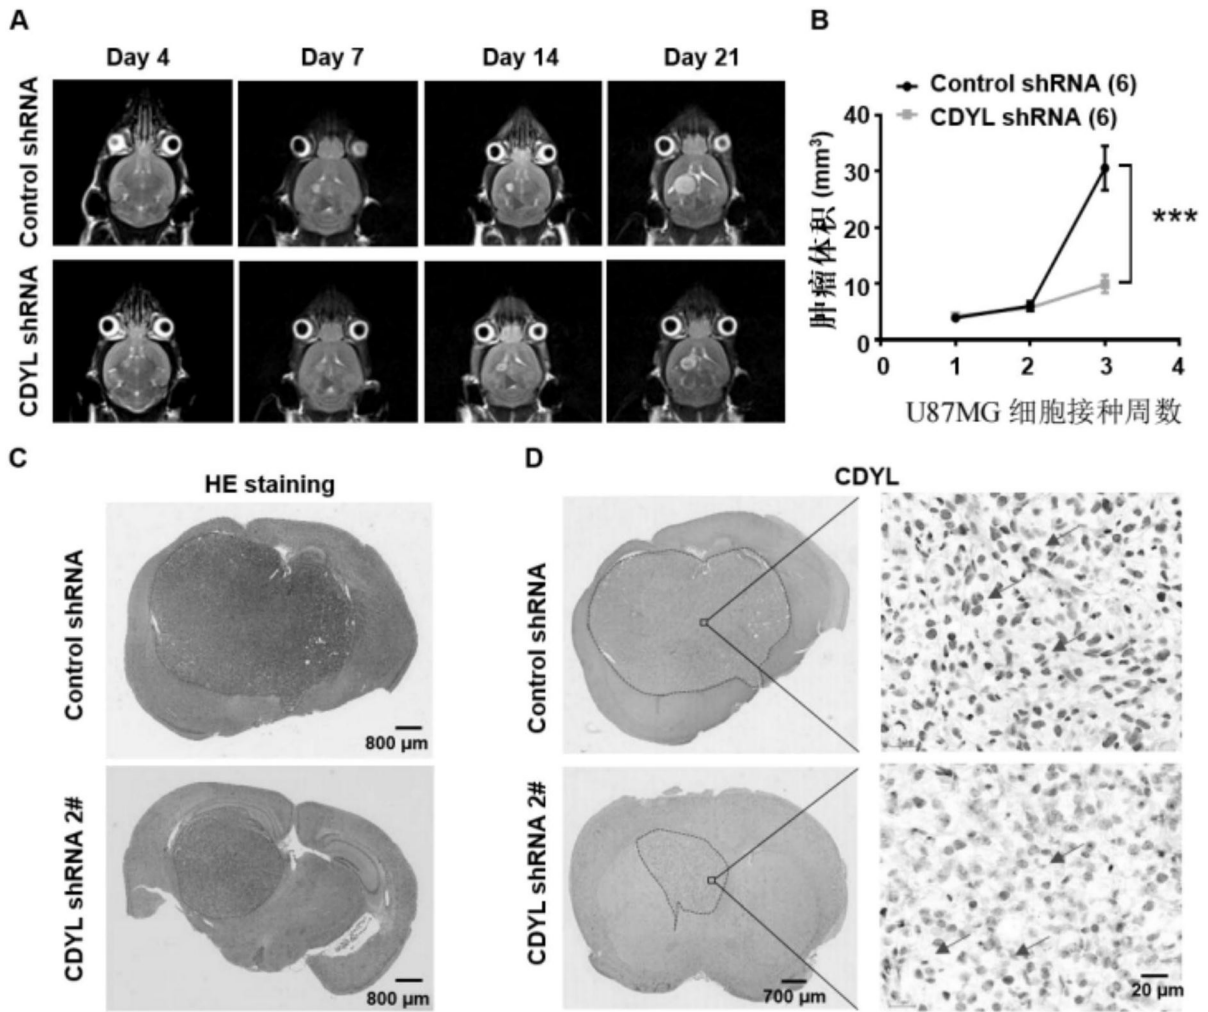 A
Day 4
Day 7
Day 14
Day 21
Control shRNA
CDYL shRNA
B
Control shRNA (6)
CDYL shRNA (6)
肿瘤体积 (mm³)
40
30
20
10
0
0
1
2
3
4
***
U87MG 细胞接种周数
C
HE staining
Control shRNA
800 μm
CDYL shRNA 2#
800 μm
D
CDYL
Control shRNA
CDYL shRNA 2#
700 μm
20 μm